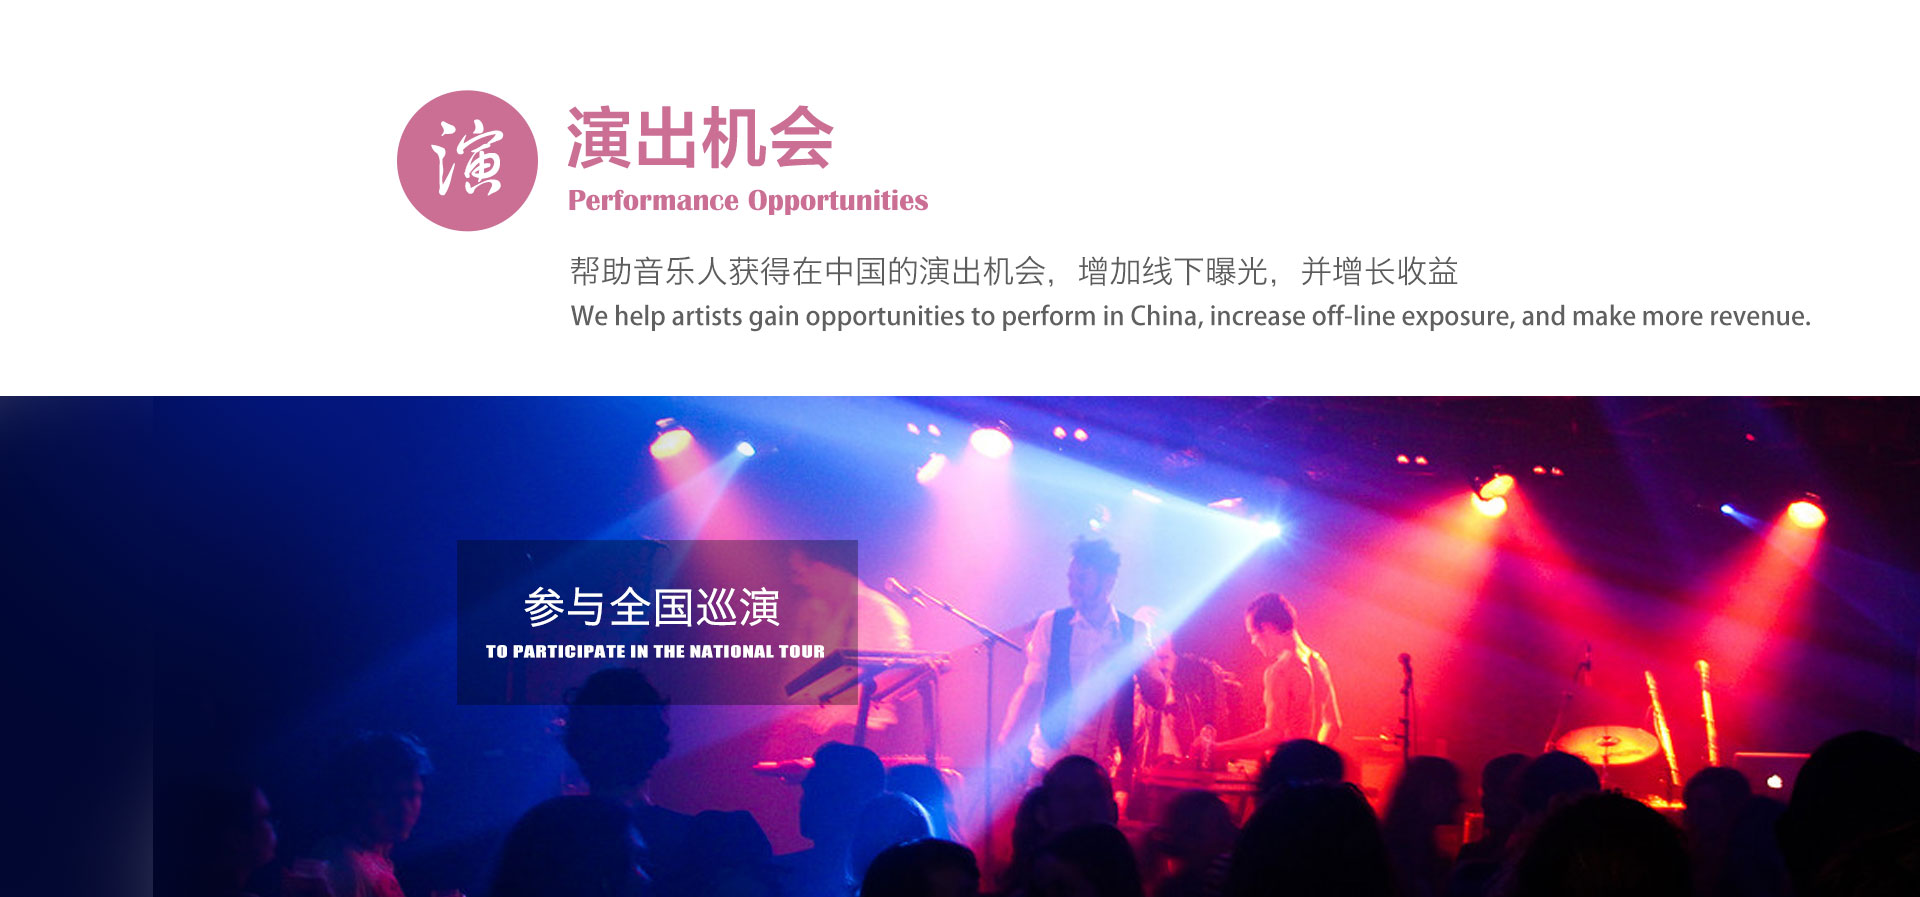 演
演出机会
Performance Opportunities
帮助音乐人获得在中国的演出机会，增加线下曝光，并增长收益
We help artists gain opportunities to perform in China, increase off-line exposure, and make more revenue.
参与全国巡演
TO PARTICIPATE IN THE NATIONAL TOUR